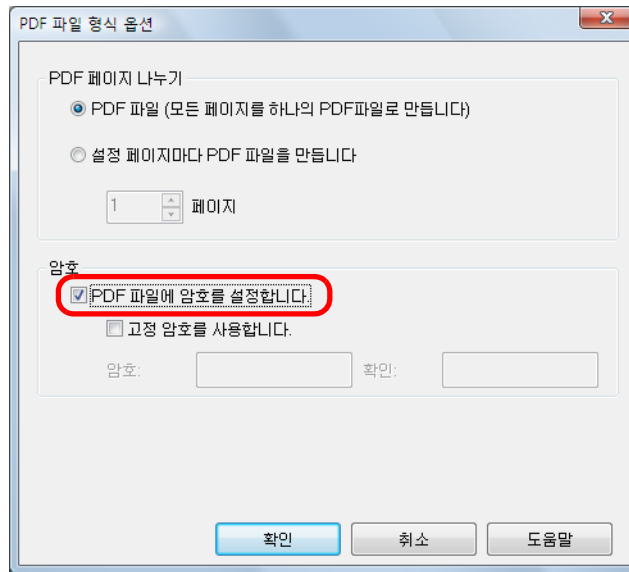 PDF 파일 형식 옵션
PDF 페이지 나누기
PDF 파일 (모든 페이지를 하나의 PDF파일로 만듭니다)
설정 페이지마다 PDF 파일을 만듭니다
1 페이지
암호
PDF 파일에 암호를 설정합니다.
고정 암호를 사용합니다.
암호: 확인:
확인 취소 도움말